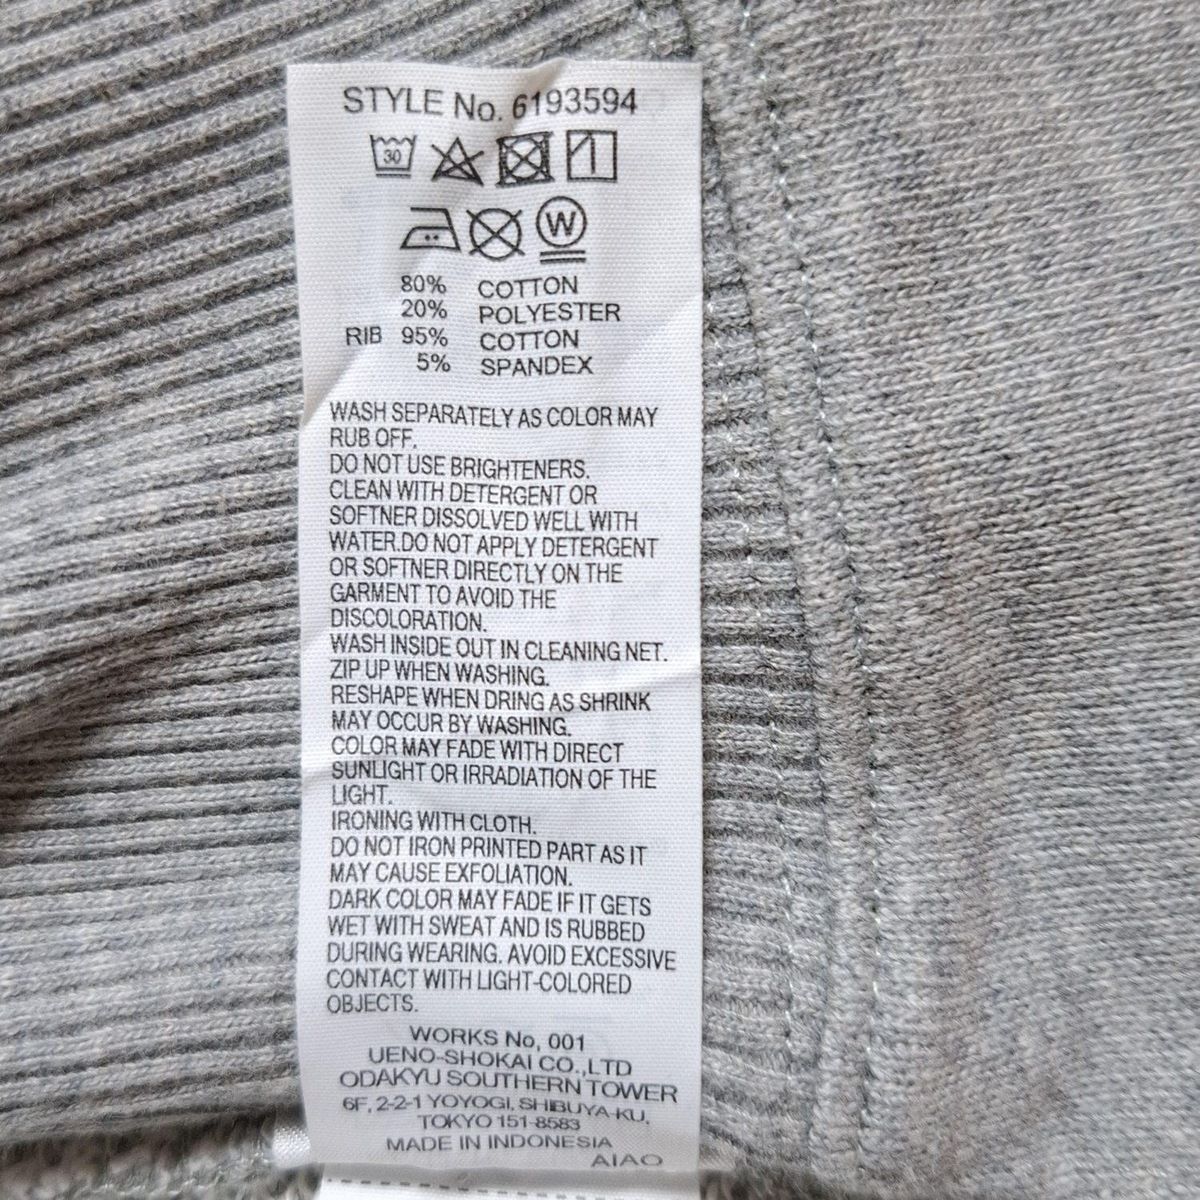 STYLE No. 6193594
30
W
80% COTTON
20% POLYESTER
RIB 95% COTTON
5% SPANDEX
WASH SEPARATELY AS COLOR MAY
RUB OFF.
DO NOT USE BRIGHTENERS.
CLEAN WITH DETERGENT OR
SOFTNER DISSOLVED WELL WITH
WATER.DO NOT APPLY DETERGENT
OR SOFTNER DIRECTLY ON THE
GARMENT TO AVOID THE
DISCOLORATION.
WASH INSIDE OUT IN CLEANING NET.
ZIP UP WHEN WASHING.
RESHAPE WHEN DRING AS SHRINK
MAY OCCUR BY WASHING.
COLOR MAY FADE WITH DIRECT
SUNLIGHT OR IRRADIATION OF THE
LIGHT.
IRONING WITH CLOTH.
DO NOT IRON PRINTED PART AS IT
MAY CAUSE EXFOLIATION.
DARK COLOR MAY FADE IF IT GETS
WET WITH SWEAT AND IS RUBBED
DURING WEARING. AVOID EXCESSIVE
CONTACT WITH LIGHT-COLORED
OBJECTS.
WORKS No, 001
UENO-SHOKAI CO.,LTD
ODAKYU SOUTHERN TOWER
6F, 2-2-1 YOYOGI, SHIBUYA-KU,
TOKYO 151-8583
MADE IN INDONESIA
AIAO